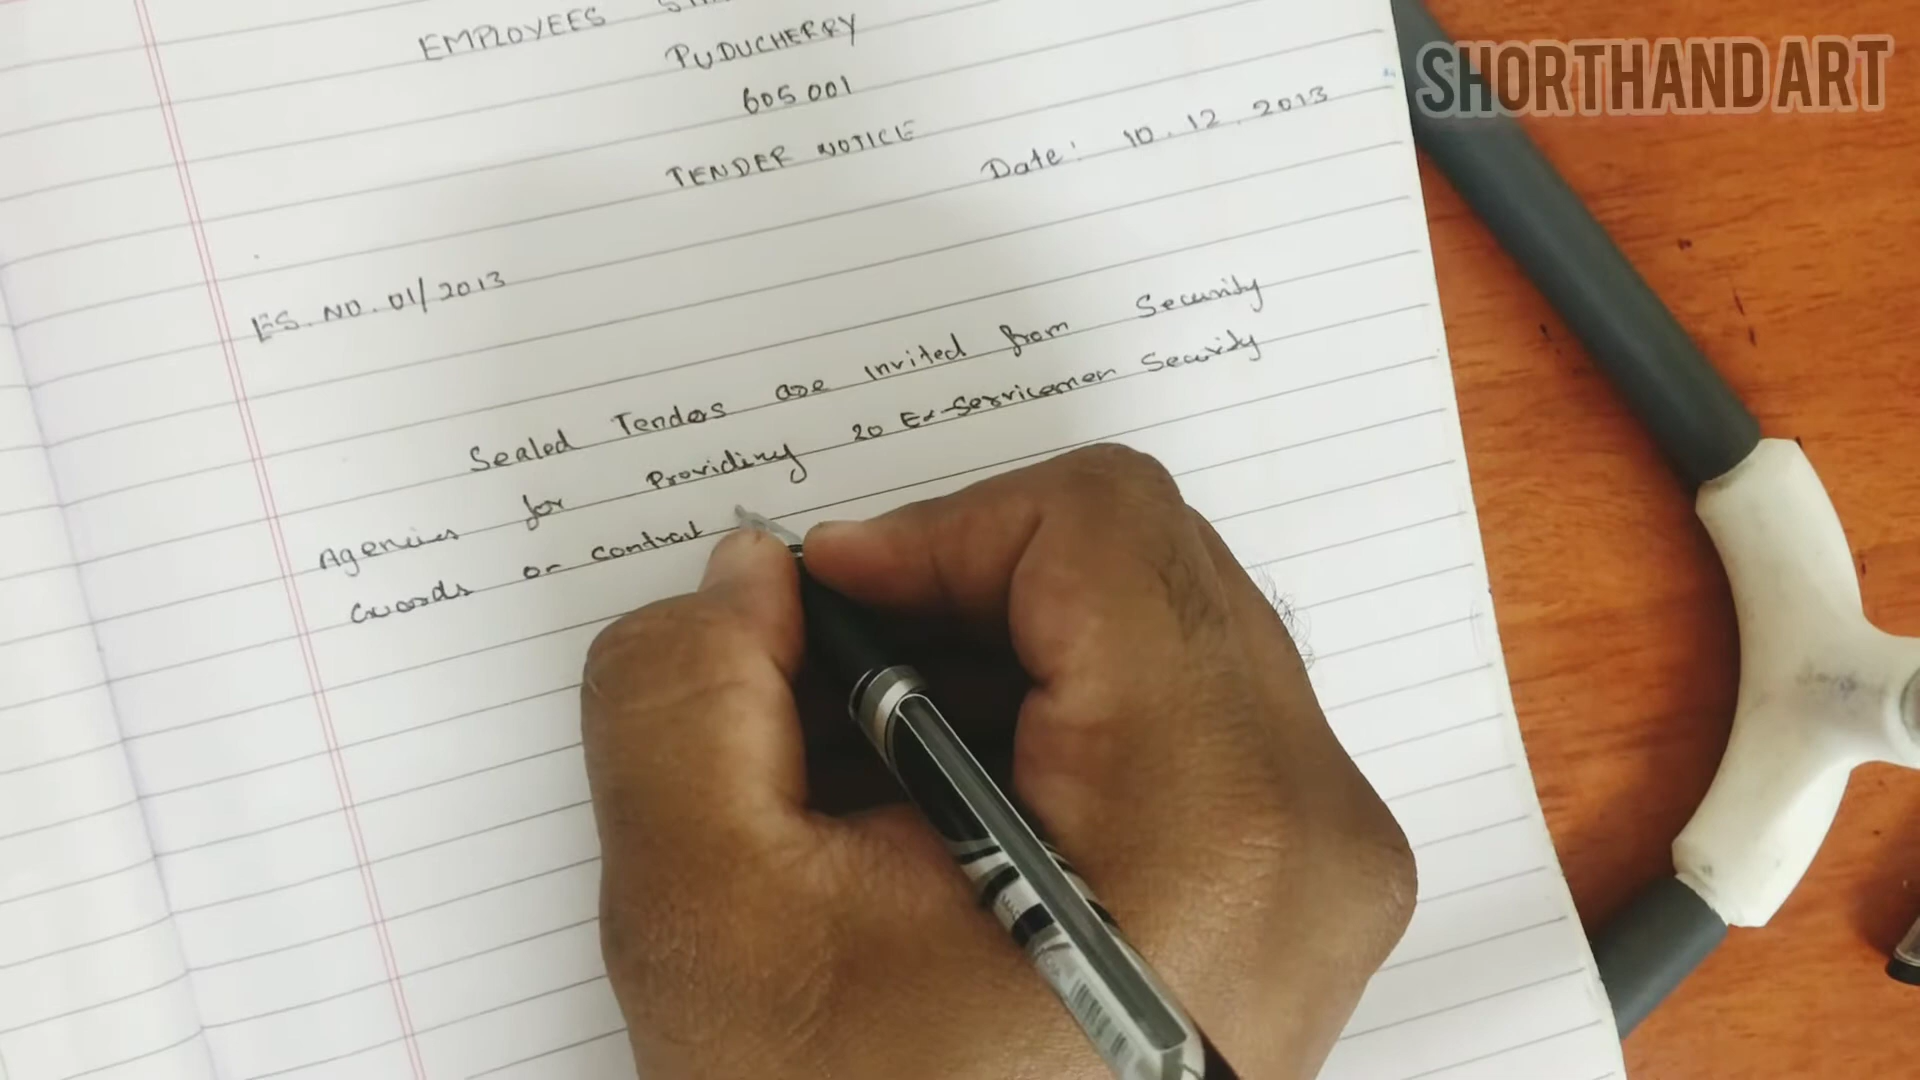 SHORTHAND ART
EMPLOYEES
PUDUCHERRY
605 001
TENDER NOTICE
Date: 10.12.2013
ES. NO. 01/2013
Sealed Tenders are invited from Security
Agencies for Providing 20 Ex-Servicemen Security
Guards on contract